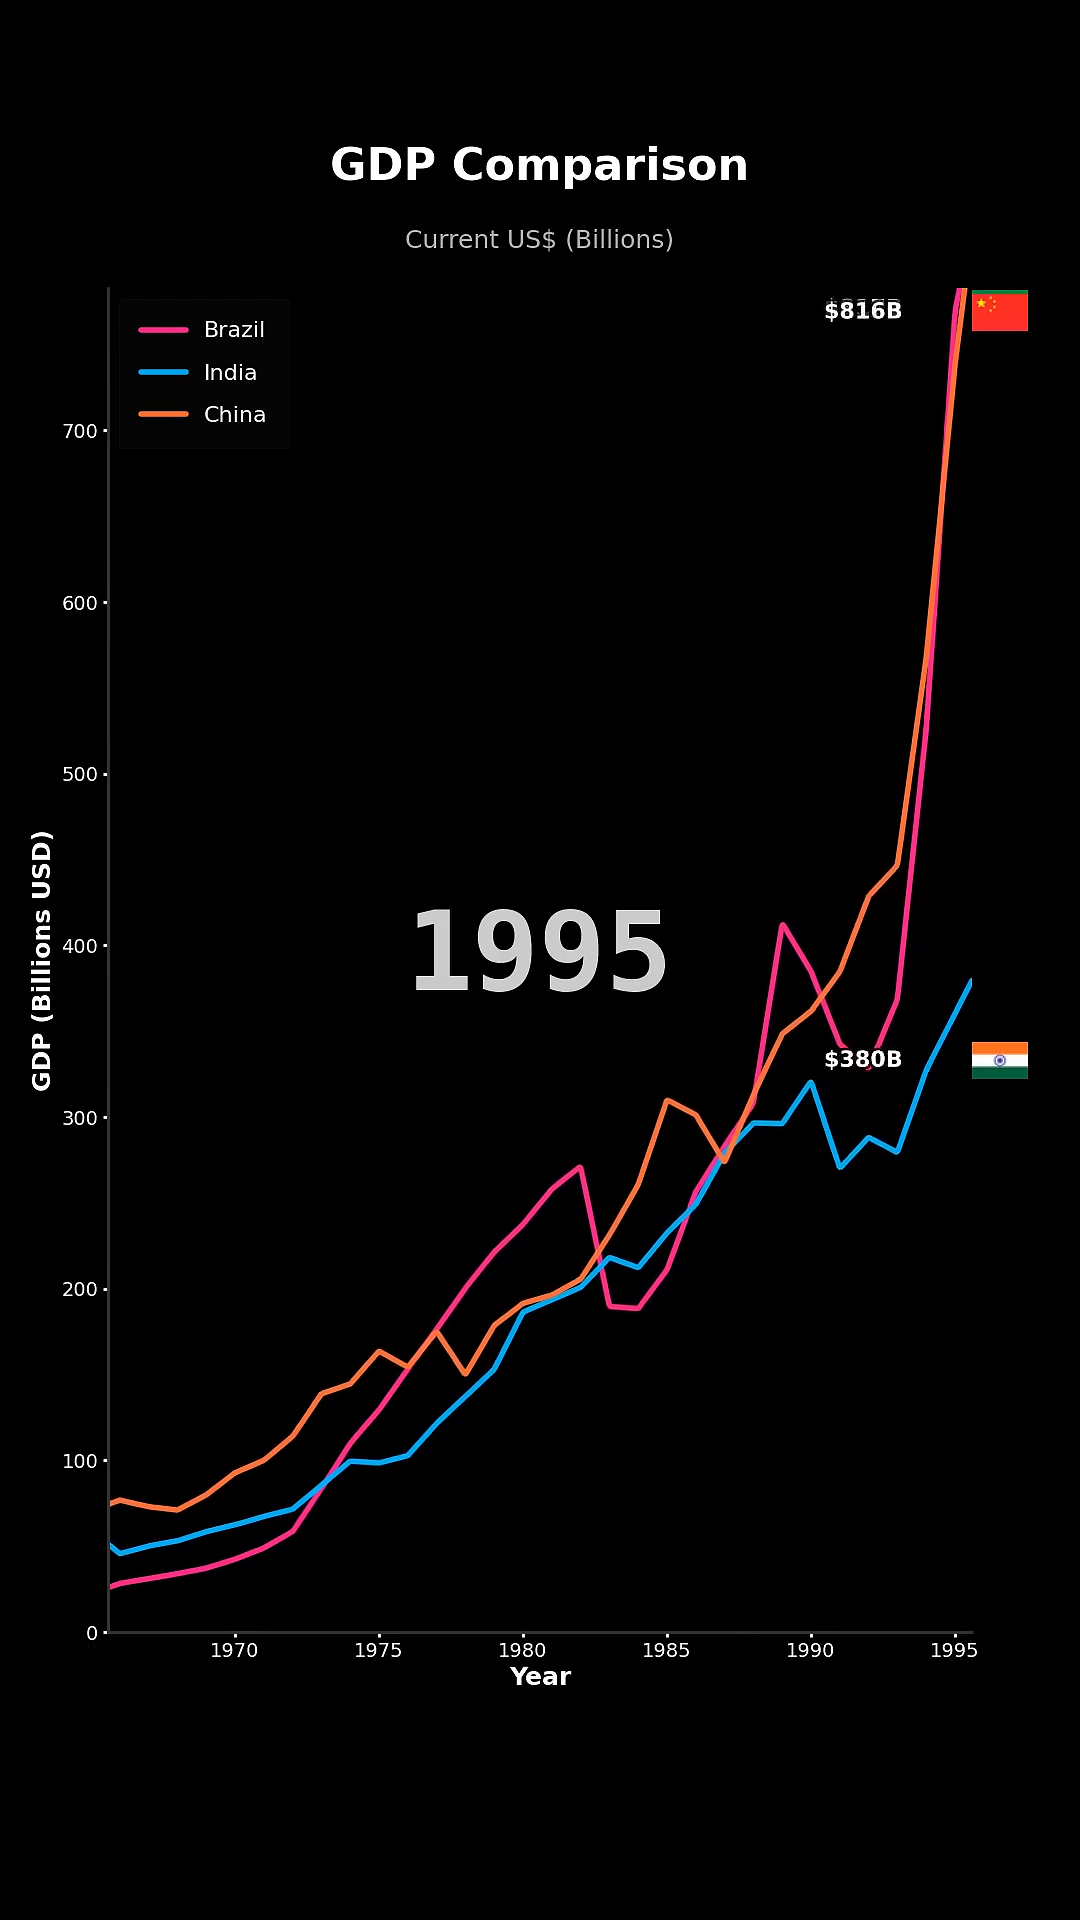 GDP Comparison
Current US$ (Billions)
Brazil
India
China
$816B
700
600
500
400
300
200
100
0
GDP (Billions USD)
1995
$380B
1970
1975
1980
1985
1990
1995
Year